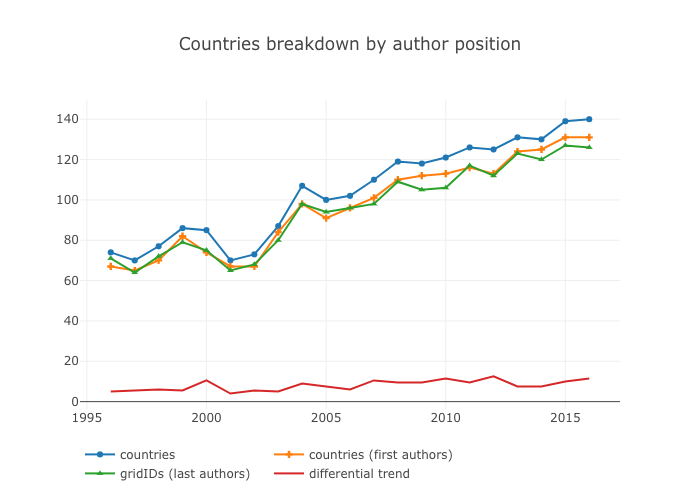 Countries breakdown by author position
140
120
100
80
60
40
20
0
1995 2000 2005 2010 2015
countries countries (first authors)
gridIDs (last authors) differential trend